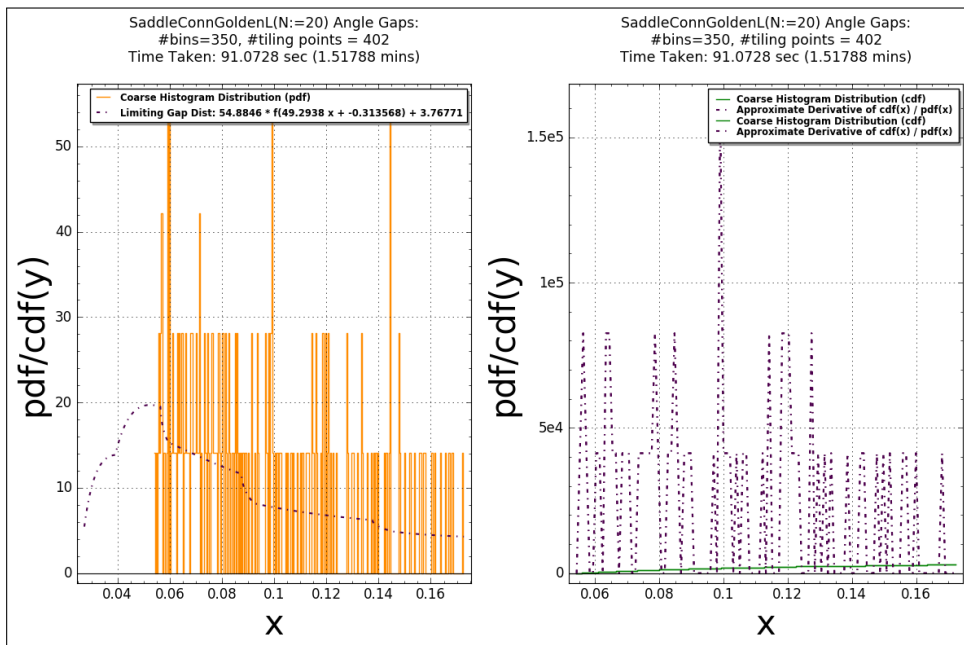 SaddleConnGoldenL(N:=20) Angle Gaps:
#bins=350, #tiling points = 402
Time Taken: 91.0728 sec (1.51788 mins)
Coarse Histogram Distribution (pdf)
Limiting Gap Dist: 54.8846 * f(49.2938 x + -0.313568) + 3.76771
50
40
30
20
10
0
pdf/cdf(y)
0.04 0.06 0.08 0.1 0.12 0.14 0.16
x
SaddleConnGoldenL(N:=20) Angle Gaps:
#bins=350, #tiling points = 402
Time Taken: 91.0728 sec (1.51788 mins)
Coarse Histogram Distribution (cdf)
Approximate Derivative of cdf(x) / pdf(x)
Coarse Histogram Distribution (cdf)
Approximate Derivative of cdf(x) / pdf(x)
1.5e5
1e5
5e4
0
pdf/cdf(y)
0.06 0.08 0.1 0.12 0.14 0.16
x